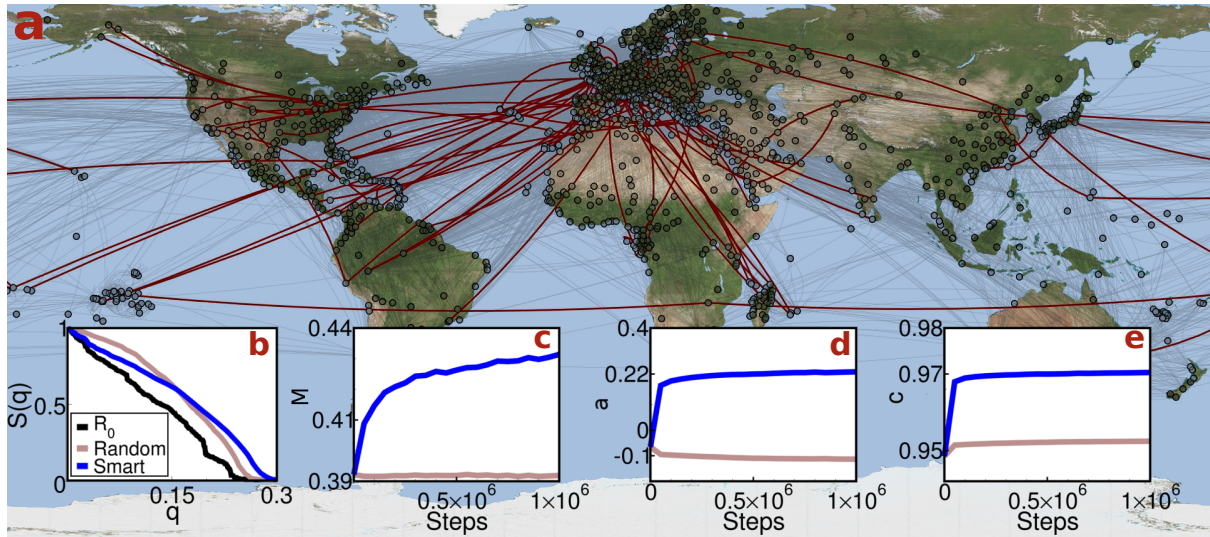 a
b
1
0.5
0
S(q)
R₀
Random
Smart
0.15
0.3
q
c
0.44
0.41
0.39
M
0.5×10⁶
1×10⁶
Steps
d
0.4
0.22
0
-0.1
a
0
0.5×10⁶
1×10⁶
Steps
e
0.98
0.97
0.95
c
0
0.5×10⁶
1×10⁶
Steps